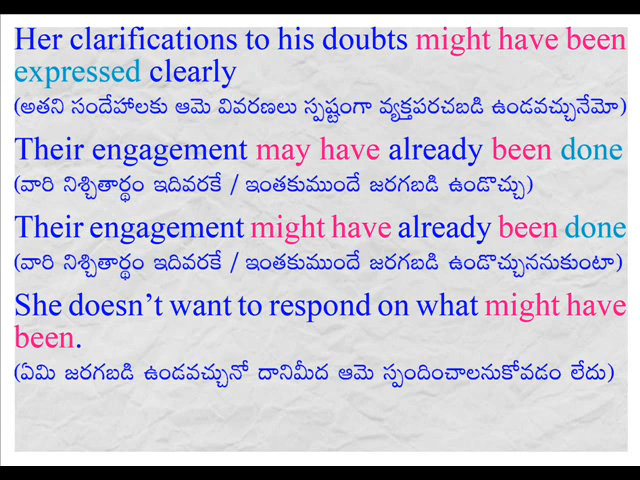 Her clarifications to his doubts might have been
expressed clearly
(అతని సందేహాలకు ఆమె వివరణలు స్పష్టంగా వ్యక్తపరచబడి ఉండవచ్చునేమో)
Their engagement may have already been done
(వారి నిశ్చితార్థం ఇదివరకే / ఇంతకుముందే జరగబడి ఉండొచ్చు)
Their engagement might have already been done
(వారి నిశ్చితార్థం ఇదివరకే / ఇంతకుముందే జరగబడి ఉండొచ్చుననుకుంటా)
She doesn’t want to respond on what might have
been.
(ఏమి జరగబడి ఉండవచ్చునో దానిమీద ఆమె స్పందించాలనుకోవడం లేదు)